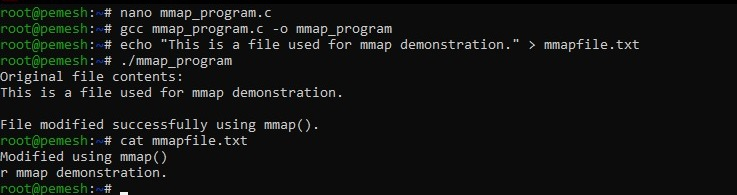 root@pemesh:~# nano mmap_program.c
root@pemesh:~# gcc mmap_program.c -o mmap_program
root@pemesh:~# echo "This is a file used for mmap demonstration." > mmapfile.txt
root@pemesh:~# ./mmap_program
Original file contents:
This is a file used for mmap demonstration.

File modified successfully using mmap().
root@pemesh:~# cat mmapfile.txt
Modified using mmap()
r mmap demonstration.
root@pemesh:~#